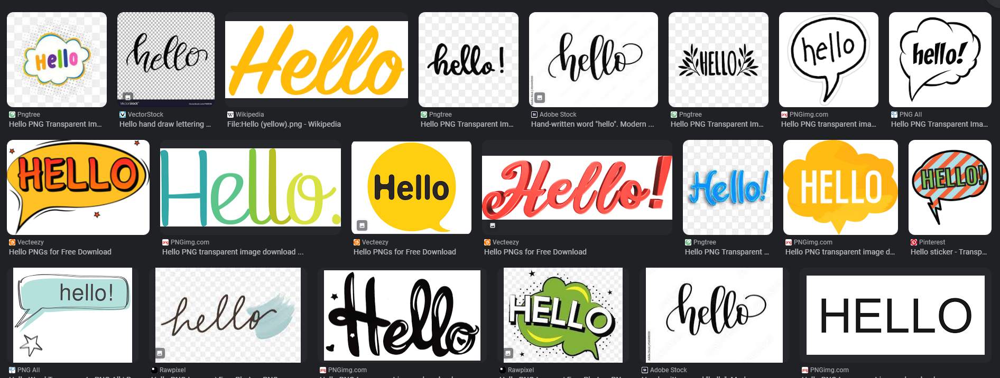 Hello
hello
VectorStock
Hello
hello!
hello
HELLO
hello
hello!
Pngtree
VectorStock
Wikipedia
Pngtree
Adobe Stock
Pngtree
PNGimg.com
PNG All
Hello PNG Transparent Im...
Hello hand draw lettering ...
File:Hello (yellow).png - Wikipedia
Hello PNG Transparent Im...
Hand-written word "hello". Modern ...
Hello PNG Transparent Im...
Hello PNG transparent ima...
Hello PNG Transparent Ima...
HELLO
Hello.
Hello
Hello!
Hello!
HELLO
HELLO!
Vecteezy
PNGimg.com
Vecteezy
Vecteezy
Pngtree
PNGimg.com
Pinterest
Hello PNGs for Free Download
Hello PNG transparent image download ...
Hello PNGs for Free Download
Hello PNGs for Free Download
Hello PNG Transparent ...
Hello PNG transparent image d...
Hello sticker - Transp...
hello!
hello
Hello
HELLO
hello
HELLO
PNG All
Rawpixel
PNGimg.com
Rawpixel
Adobe Stock
PNGimg.com